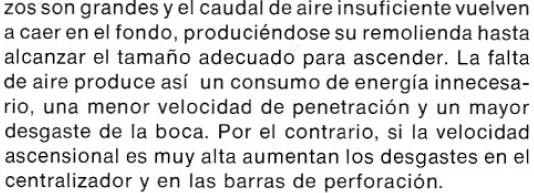 zos son grandes y el caudal de aire insuficiente vuelven
a caer en el fondo, produciéndose su remolienda hasta
alcanzar el tamaño adecuado para ascender. La falta
de aire produce así un consumo de energía innecesa-
rio, una menor velocidad de penetración y un mayor
desgaste de la boca. Por el contrario, si la velocidad
ascensional es muy alta aumentan los desgastes en el
centralizador y en las barras de perforación.